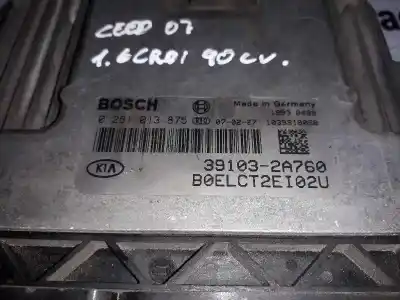 CEED 07
1.6CRDI 90CV.
BOSCH
Made in Germany
0 281 013 875 07-02-27
KIA
39103-2A760
B0ELCT2EI02U